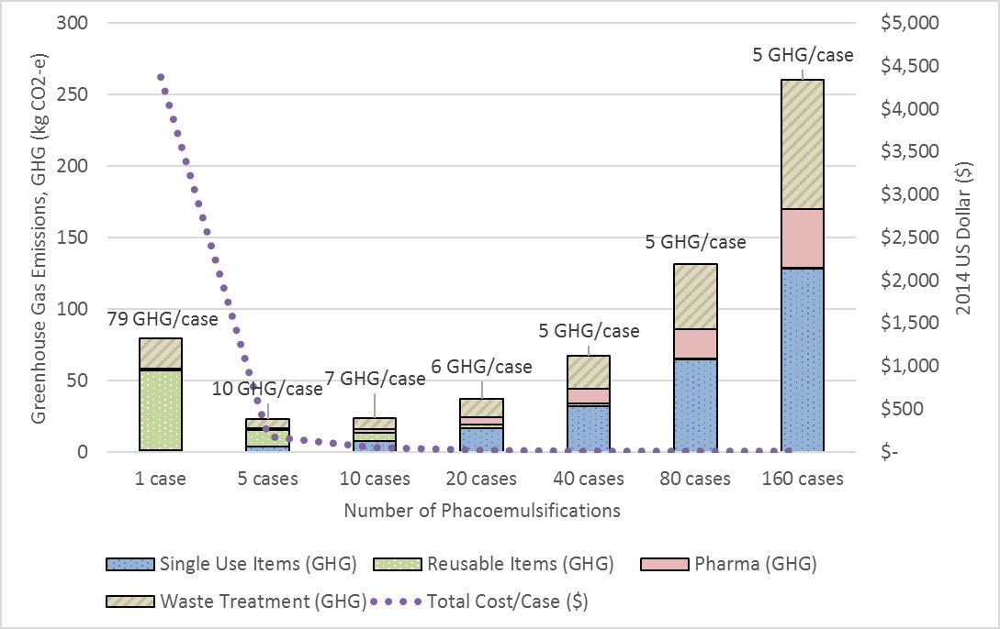 Greenhouse Gas Emissions, GHG (kg CO2-e)
300
250
200
150
100
50
0
79 GHG/case
10 GHG/case
7 GHG/case
6 GHG/case
5 GHG/case
5 GHG/case
5 GHG/case
$5,000
$4,500
$4,000
$3,500
$3,000
$2,500
$2,000
$1,500
$1,000
$500
$-
2014 US Dollar ($)
1 case
5 cases
10 cases
20 cases
40 cases
80 cases
160 cases
Number of Phacoemulsifications
Single Use Items (GHG)
Reusable Items (GHG)
Pharma (GHG)
Waste Treatment (GHG)
Total Cost/Case ($)